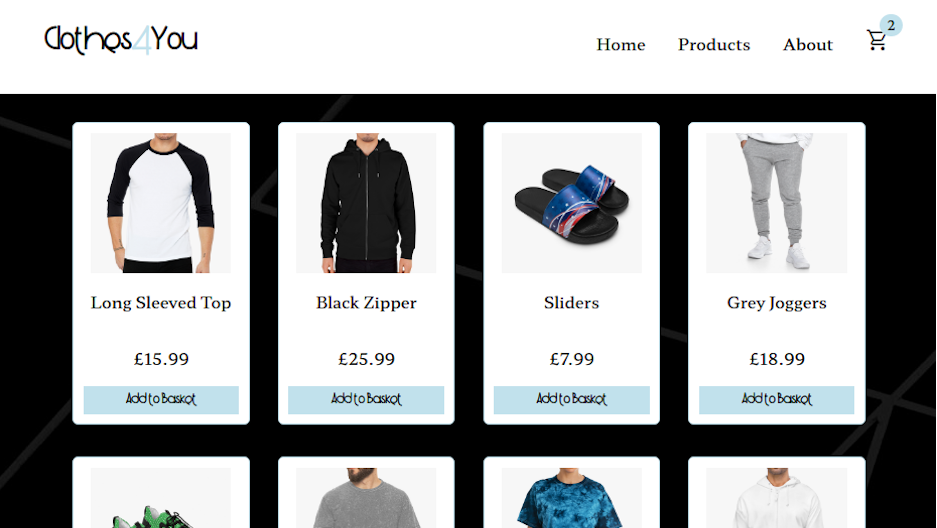 Clothes4You
Home Products About 2
Long Sleeved Top
Black Zipper
Sliders
Grey Joggers
£15.99
£25.99
£7.99
£18.99
Add to Basket
Add to Basket
Add to Basket
Add to Basket